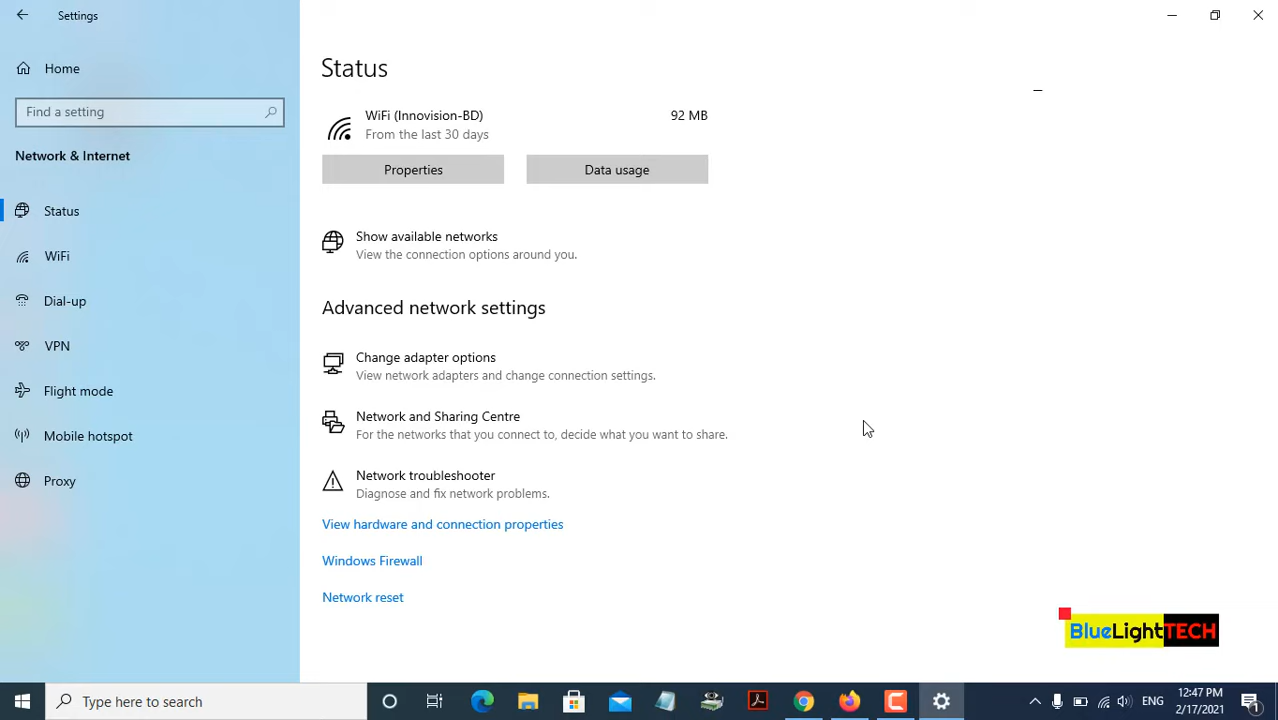 Settings
Home
Find a setting
Network & Internet
Status
WiFi
Dial-up
VPN
Flight mode
Mobile hotspot
Proxy
Status
WiFi (Innovision-BD) 92 MB
From the last 30 days
Properties Data usage
Show available networks
View the connection options around you.
Advanced network settings
Change adapter options
View network adapters and change connection settings.
Network and Sharing Centre
For the networks that you connect to, decide what you want to share.
Network troubleshooter
Diagnose and fix network problems.
View hardware and connection properties
Windows Firewall
Network reset
BlueLightTECH
Type here to search
ENG
12:47 PM
2/17/2021
1